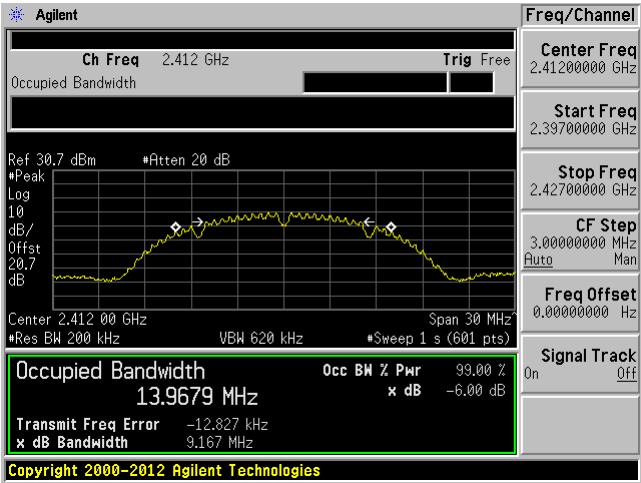 Agilent
Freq/Channel
Ch Freq 2.412 GHz Trig Free
Occupied Bandwidth
Center Freq
2.41200000 GHz
Start Freq
2.39700000 GHz
Stop Freq
2.42700000 GHz
CF Step
3.00000000 MHz
Auto Man
Freq Offset
0.00000000 Hz
Signal Track
On Off
Ref 30.7 dBm #Atten 20 dB
#Peak
Log
10
dB/
Offst
20.7
dB
Center 2.412 00 GHz Span 30 MHz^
#Res BW 200 kHz VBW 620 kHz #Sweep 1 s (601 pts)
Occupied Bandwidth
13.9679 MHz
Occ BW % Pwr 99.00 %
x dB -6.00 dB
Transmit Freq Error -12.827 kHz
x dB Bandwidth 9.167 MHz
Copyright 2000-2012 Agilent Technologies